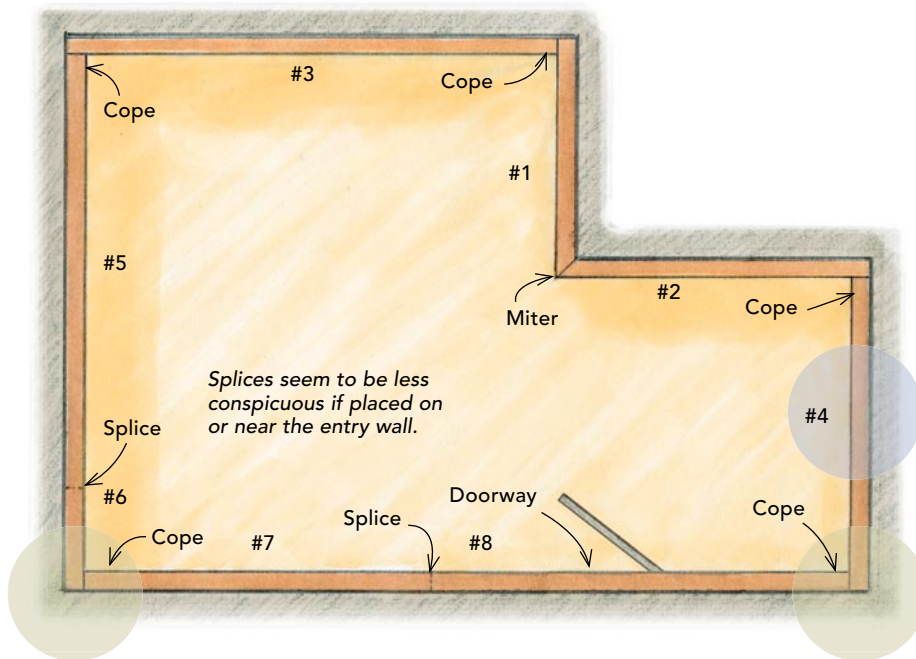 #3
Cope
Cope
#1
#5
#2
Cope
Miter
Splices seem to be less
conspicuous if placed on
or near the entry wall.
#4
Splice
#6
Doorway
Cope
Splice
Cope
#7
#8